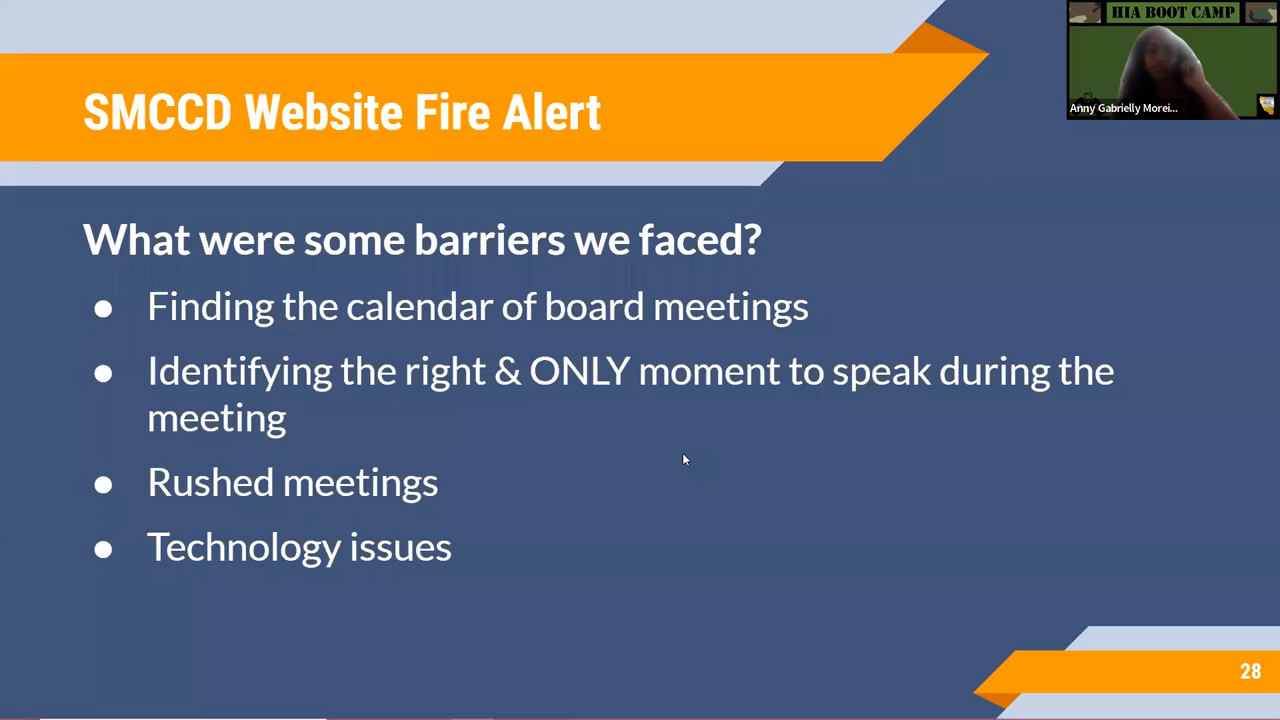 HIA BOOT CAMP
Anny Gabrielly Morei...
SMCCD Website Fire Alert
What were some barriers we faced?
● Finding the calendar of board meetings
● Identifying the right & ONLY moment to speak during the
meeting
● Rushed meetings
● Technology issues
28